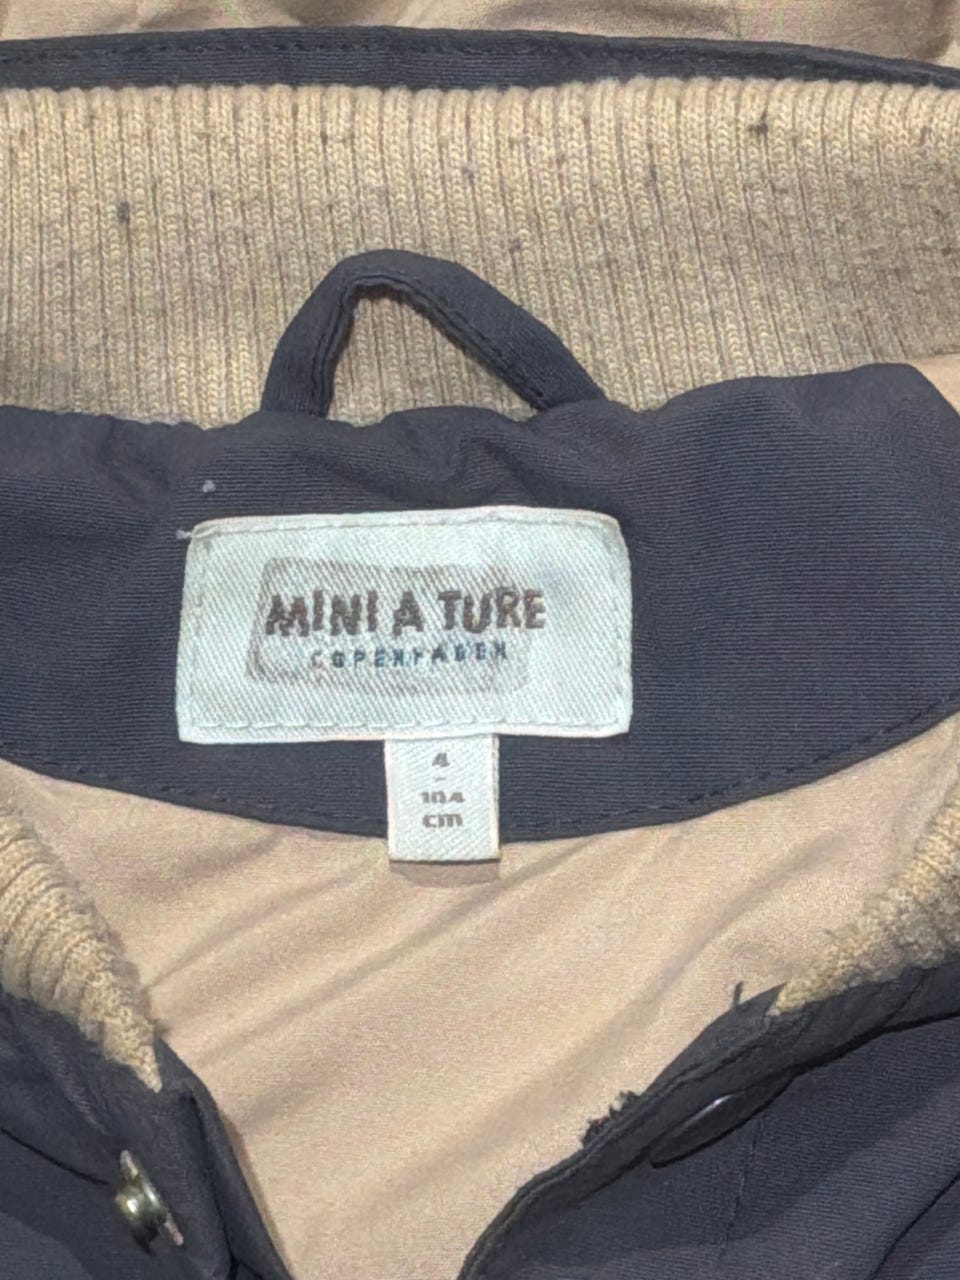 MINI A TURE
COPENHAGEN
4
-
104
cm